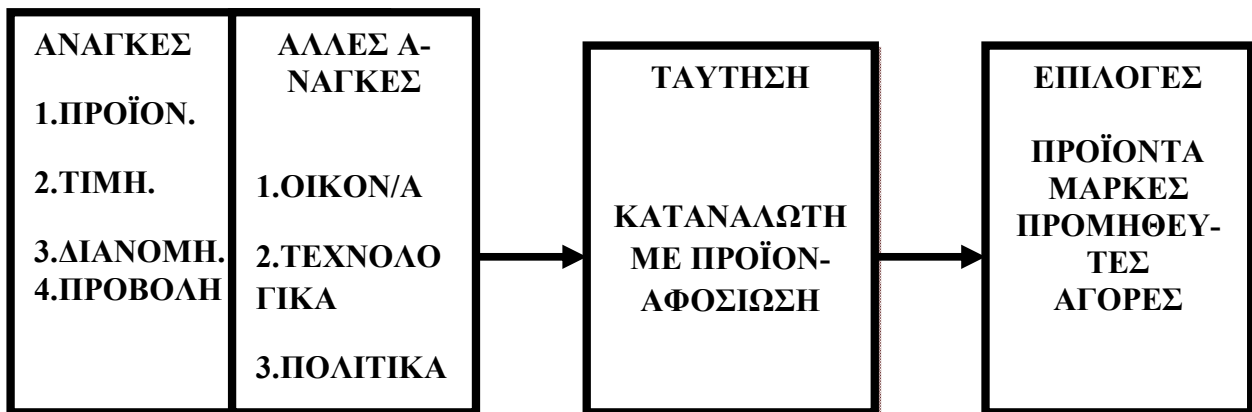 ΑΝΑΓΚΕΣ
1.ΠΡΟΪΟΝ.
2.ΤΙΜΗ.
3.ΔΙΑΝΟΜΗ.
4.ΠΡΟΒΟΛΗ
ΑΛΛΕΣ Α-
ΝΑΓΚΕΣ
1.ΟΙΚΟΝ/Α
2.ΤΕΧΝΟΛΟ
ΓΙΚΑ
3.ΠΟΛΙΤΙΚΑ
ΤΑΥΤΗΣΗ
ΚΑΤΑΝΑΛΩΤΗ
ΜΕ ΠΡΟΪΟΝ-
ΑΦΟΣΙΩΣΗ
ΕΠΙΛΟΓΕΣ
ΠΡΟΪΟΝΤΑ
ΜΑΡΚΕΣ
ΠΡΟΜΗΘΕΥ-
ΤΕΣ
ΑΓΟΡΕΣ